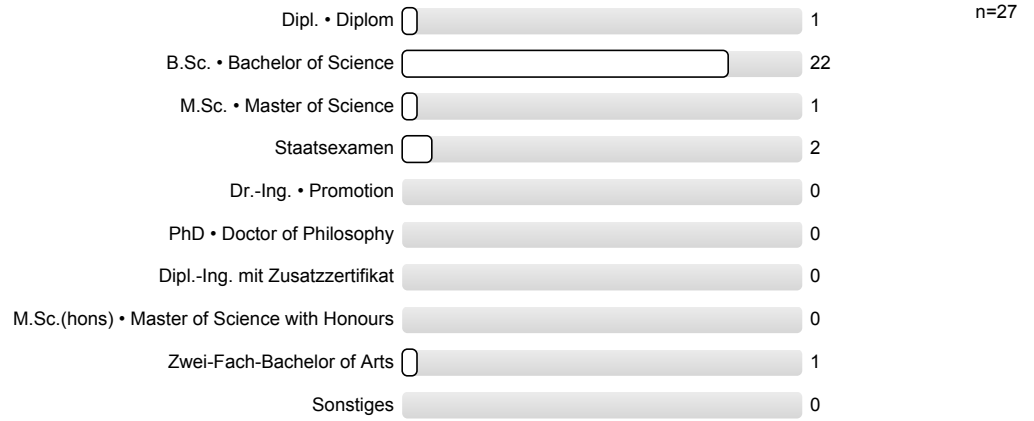 Dipl. • Diplom 1 n=27
B.Sc. • Bachelor of Science 22
M.Sc. • Master of Science 1
Staatsexamen 2
Dr.-Ing. • Promotion 0
PhD • Doctor of Philosophy 0
Dipl.-Ing. mit Zusatzzertifikat 0
M.Sc.(hons) • Master of Science with Honours 0
Zwei-Fach-Bachelor of Arts 1
Sonstiges 0